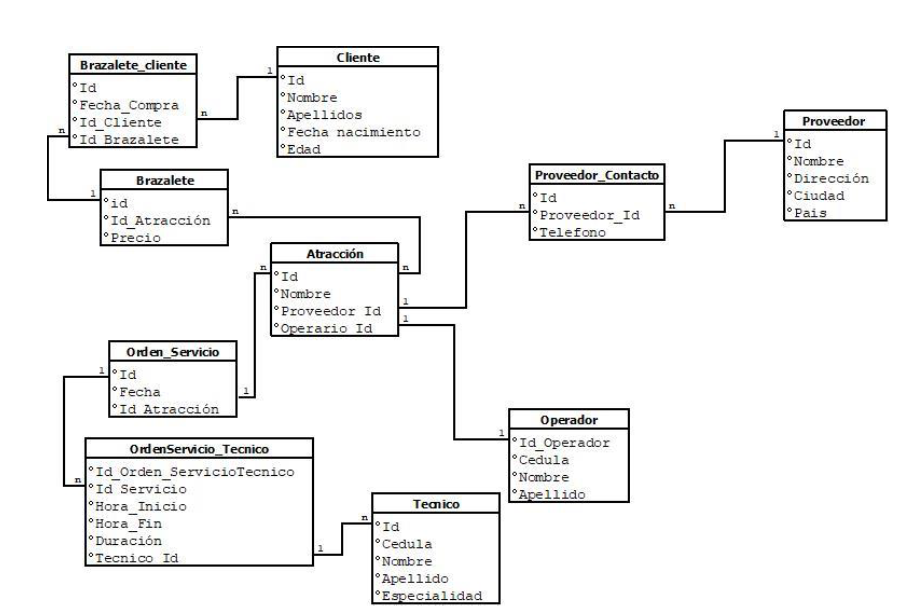 Brazalete_cliente
Id
Fecha_Compra
Id_Cliente
Id_Brazalete
n
n
Cliente
1
Id
Nombre
Apellidos
Fecha nacimiento
Edad
Proveedor
1
Id
Nombre
Dirección
Ciudad
Pais
Brazalete
1
id
Id_Atracción
Precio
n
Proveedor_Contacto
Id
Proveedor_Id
Telefono
n
n
Atracción
n
n
Id
Nombre
Proveedor Id
Operario Id
1
1
Orden_Servicio
1
Id
Fecha
Id Atracción
1
Operador
1
Id_Operador
Cedula
Nombre
Apellido
OrdenServicio_Tecnico
n
Id_Orden_ServicioTecnico
Id Servicio
Hora_Inicio
Hora_Fin
Duración
Tecnico Id
1
Tecnico
n
Id
Cedula
Nombre
Apellido
Especialidad